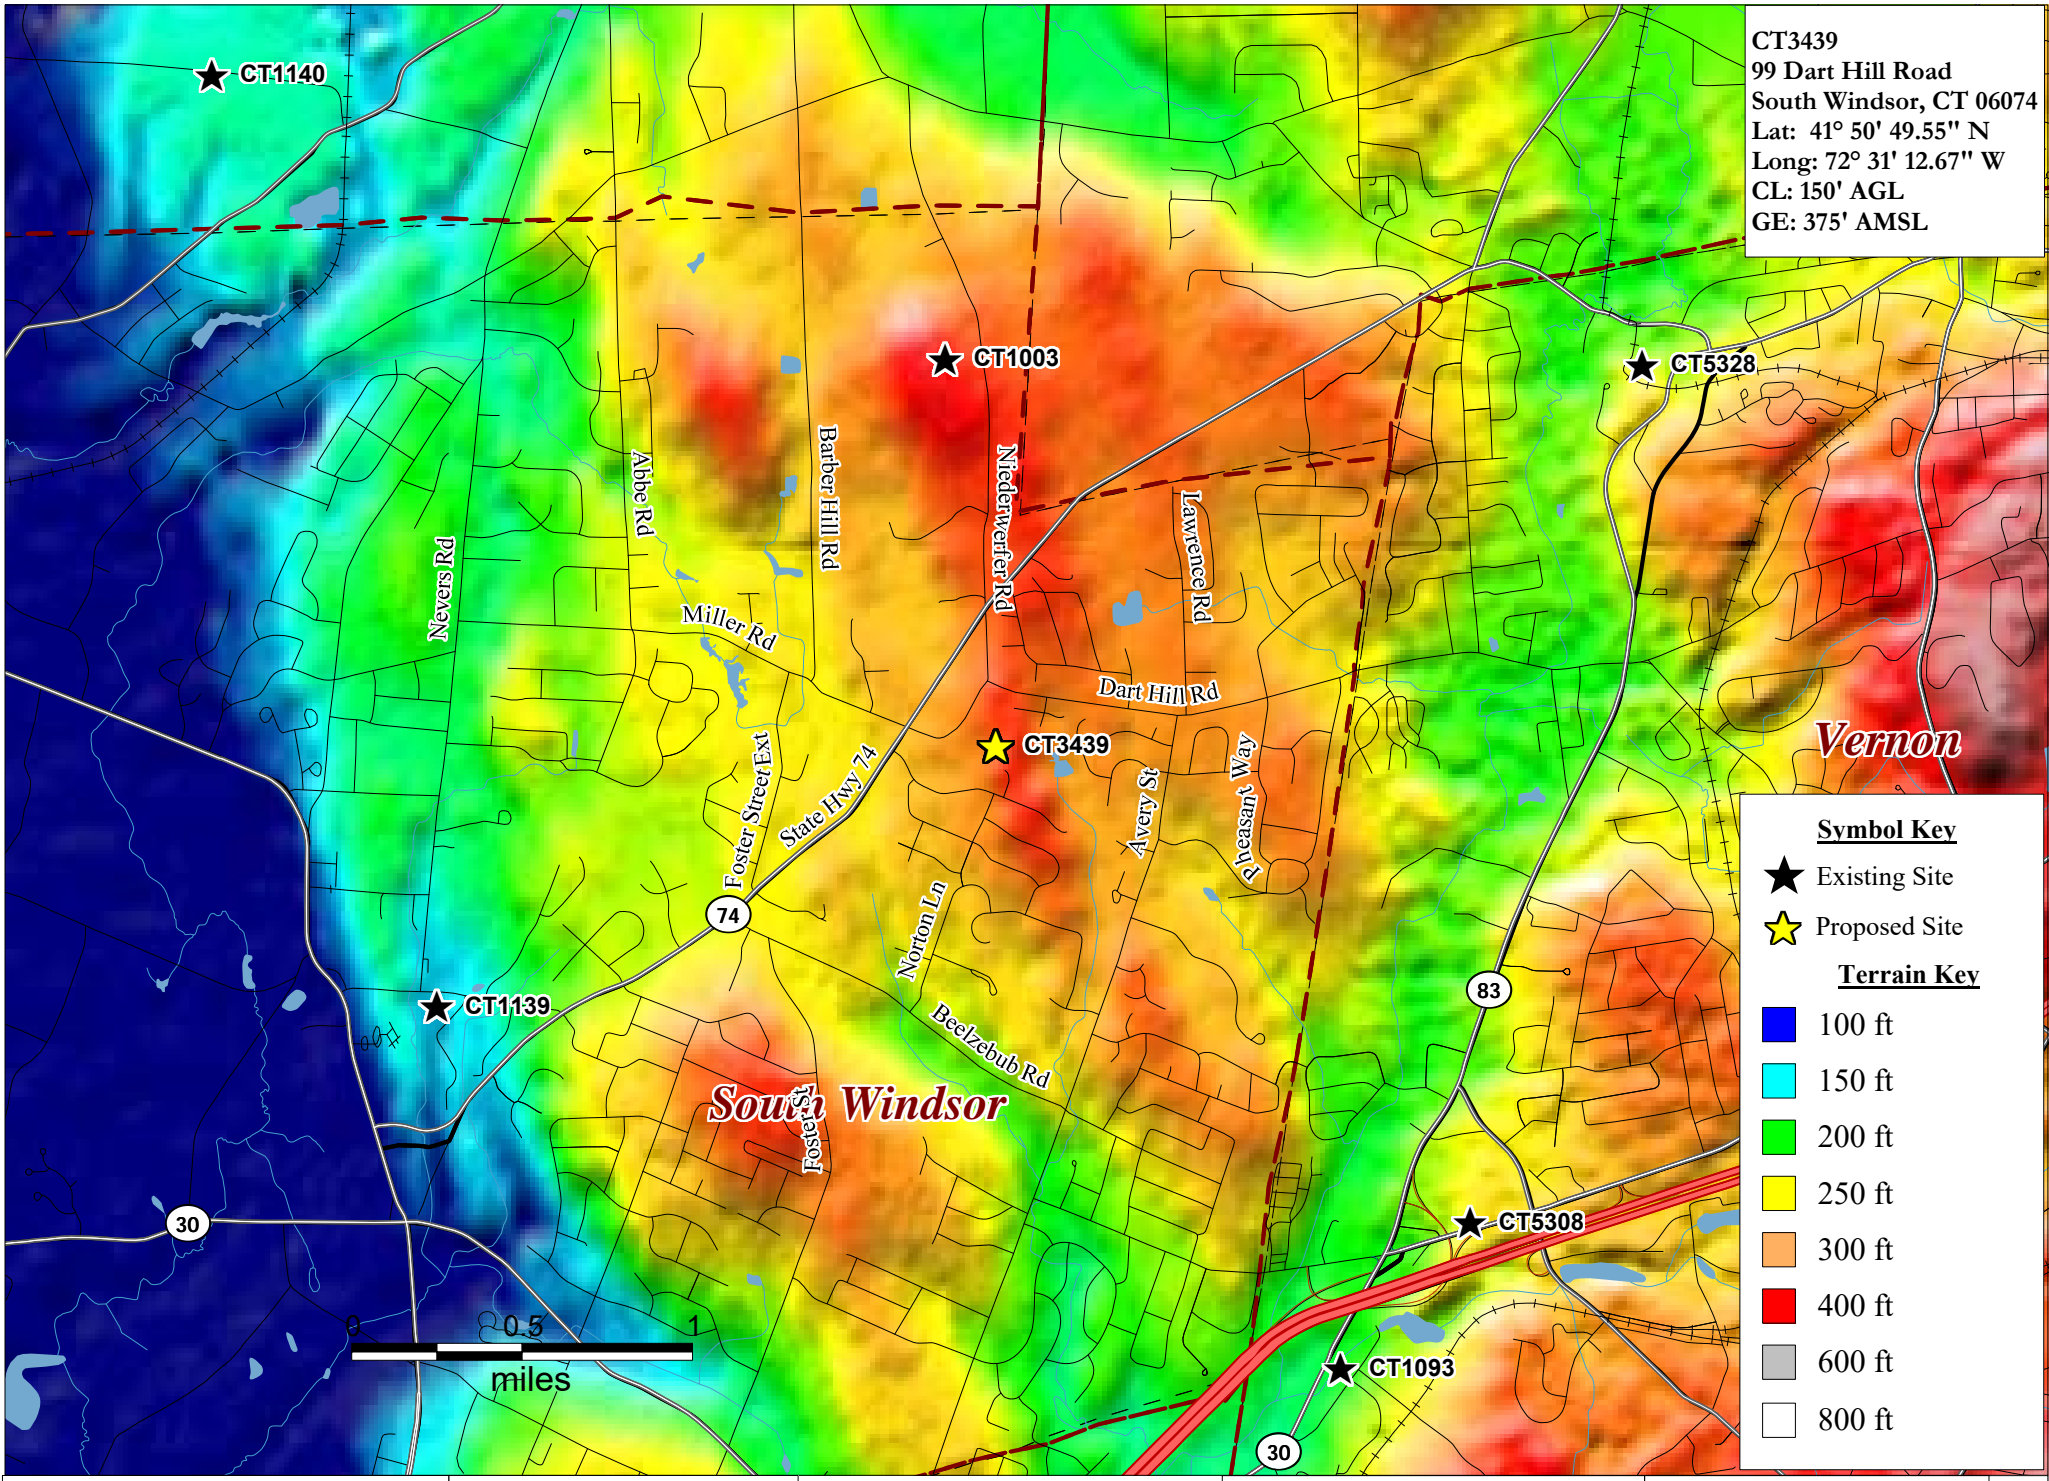 CT3439
99 Dart Hill Road
South Windsor, CT 06074
Lat: 41° 50' 49.55" N
Long: 72° 31' 12.67" W
CL: 150' AGL
GE: 375' AMSL
CT1140
CT1003
CT5328
Abbe Rd
Barber Hill Rd
Niederwerfer Rd
Lawrence Rd
Nevers Rd
Miller Rd
Dart Hill Rd
CT3439
Vernon
Foster Street Ext
State Hwy 74
Avery St
Pheasant Way
74
Norton Ln
83
CT1139
Beelzebub Rd
South Windsor
Foster St
30
CT5308
CT1093
30
0 0.5 1
miles
Symbol Key
Existing Site
Proposed Site
Terrain Key
100 ft
150 ft
200 ft
250 ft
300 ft
400 ft
600 ft
800 ft